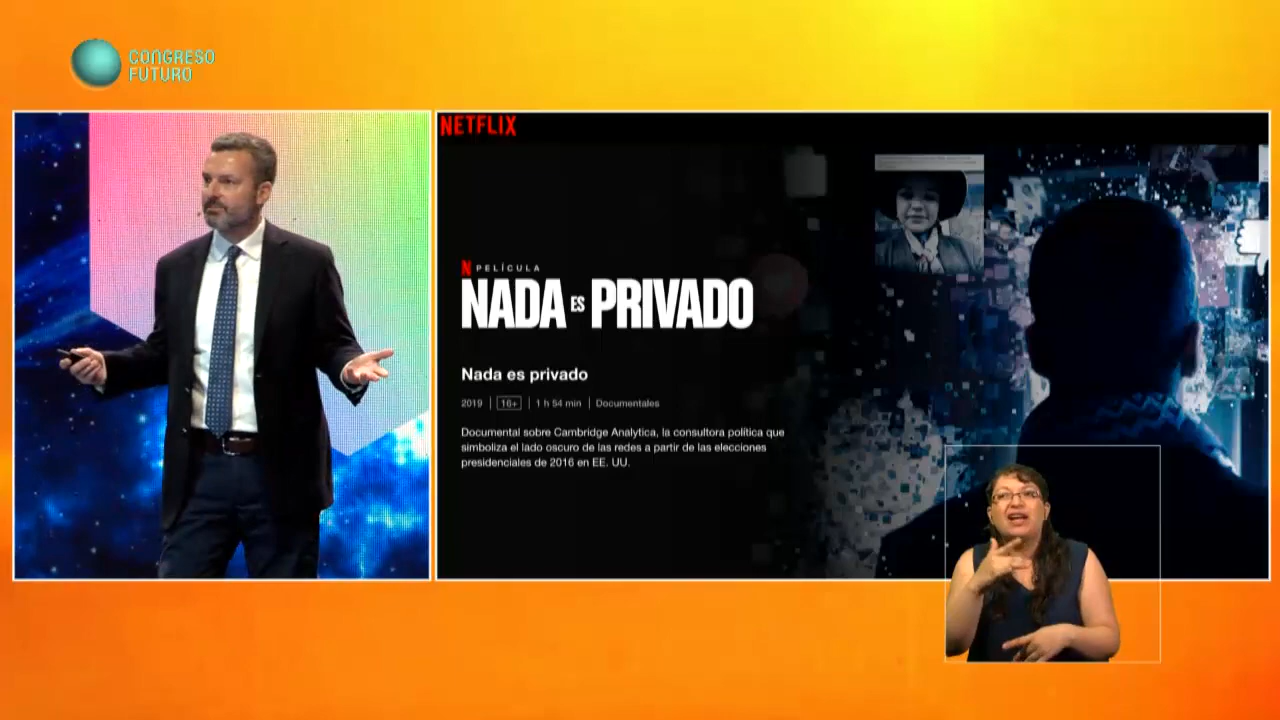 CONGRESO
FUTURO
NETFLIX
N PELÍCULA
NADA ES PRIVADO
Nada es privado
2019 | 16+ | 1 h 54 min | Documentales
Documental sobre Cambridge Analytica, la consultora política que
simboliza el lado oscuro de las redes a partir de las elecciones
presidenciales de 2016 en EE. UU.